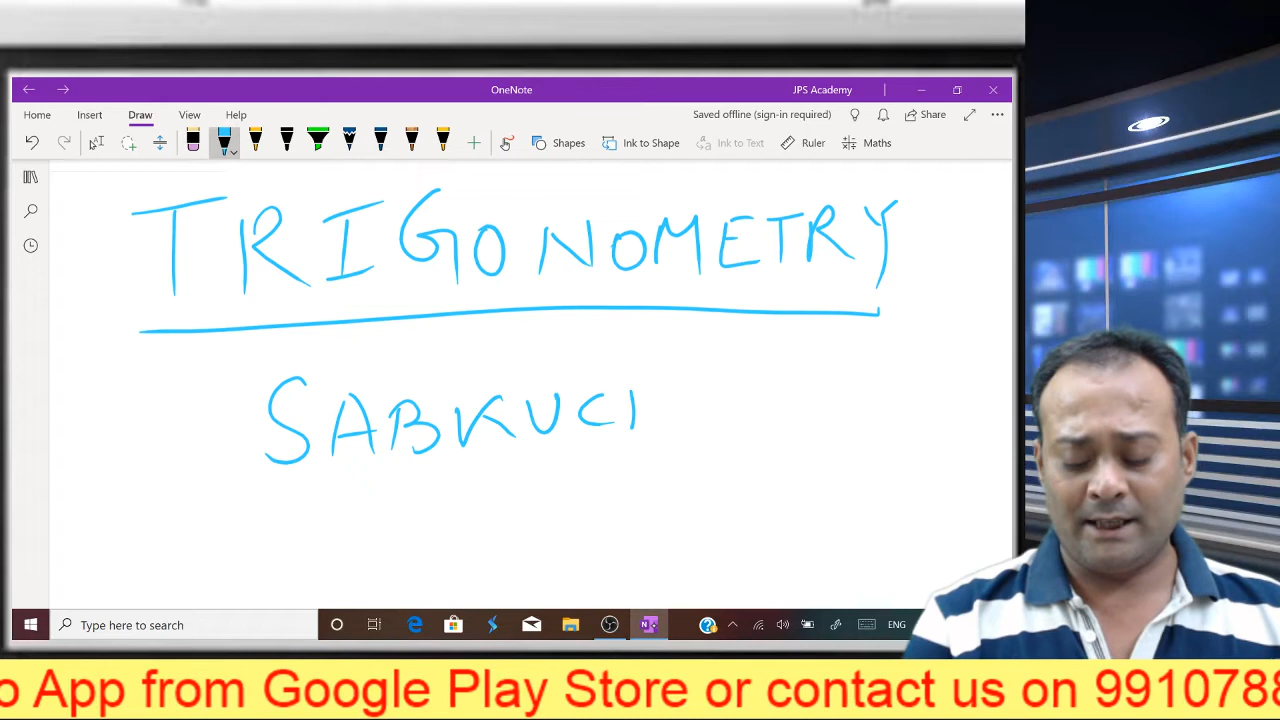 OneNote
JPS Academy
Home Insert Draw View Help
Saved offline (sign-in required)
Share
Shapes
Ink to Shape
Ink to Text
Ruler
Maths
TRIGONOMETRY
SABKUCI
Type here to search
ENG
o App from Google Play Store or contact us on 9910788